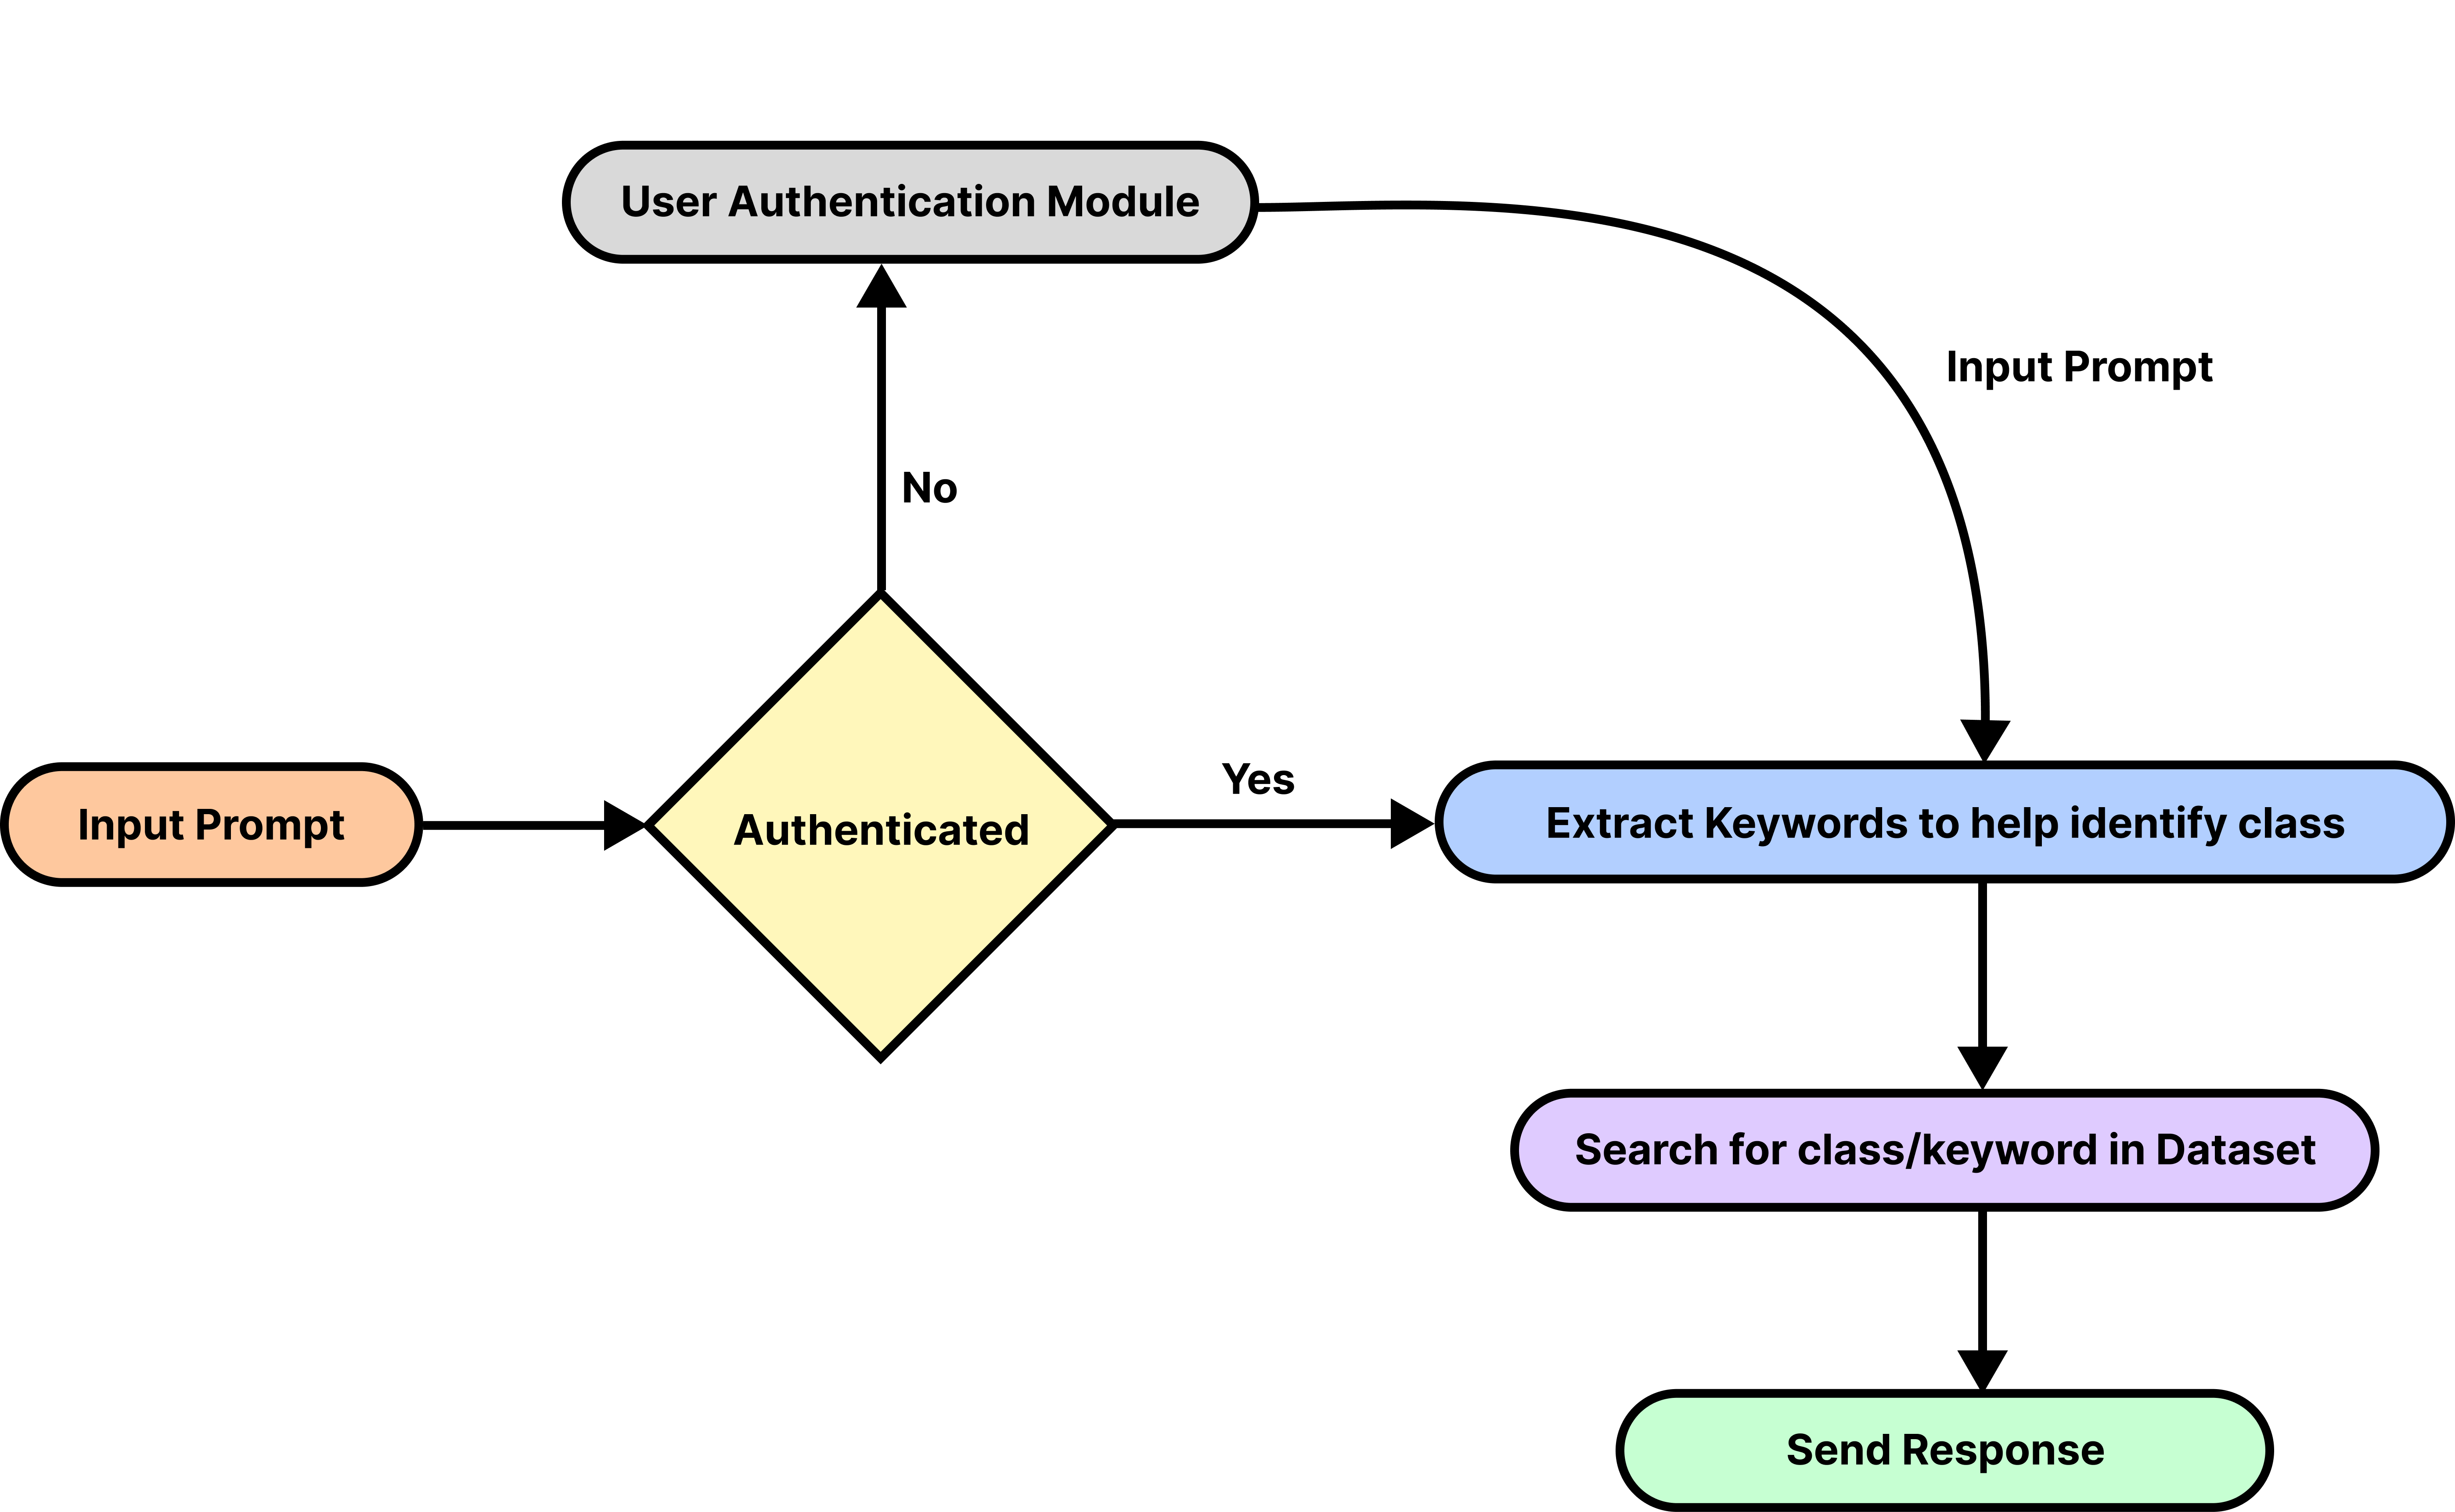 User Authentication Module
Input Prompt
No
Yes
Input Prompt
Authenticated
Extract Keywords to help identify class
Search for class/keyword in Dataset
Send Response